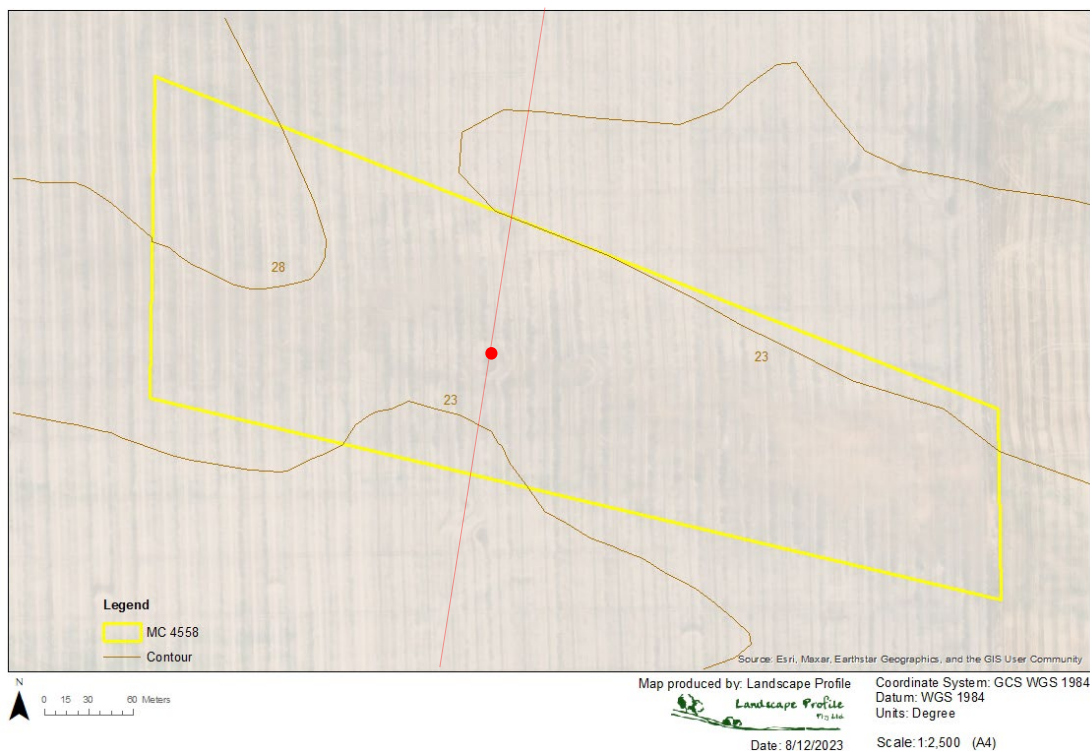 28
23
23
Legend
MC 4558
Contour
Source: Esri, Maxar, Earthstar Geographics, and the GIS User Community
N
0 15 30 60 Meters
Map produced by: Landscape Profile
Landscape Profile
Pty Ltd
Date: 8/12/2023
Coordinate System: GCS WGS 1984
Datum: WGS 1984
Units: Degree
Scale: 1:2,500 (A4)